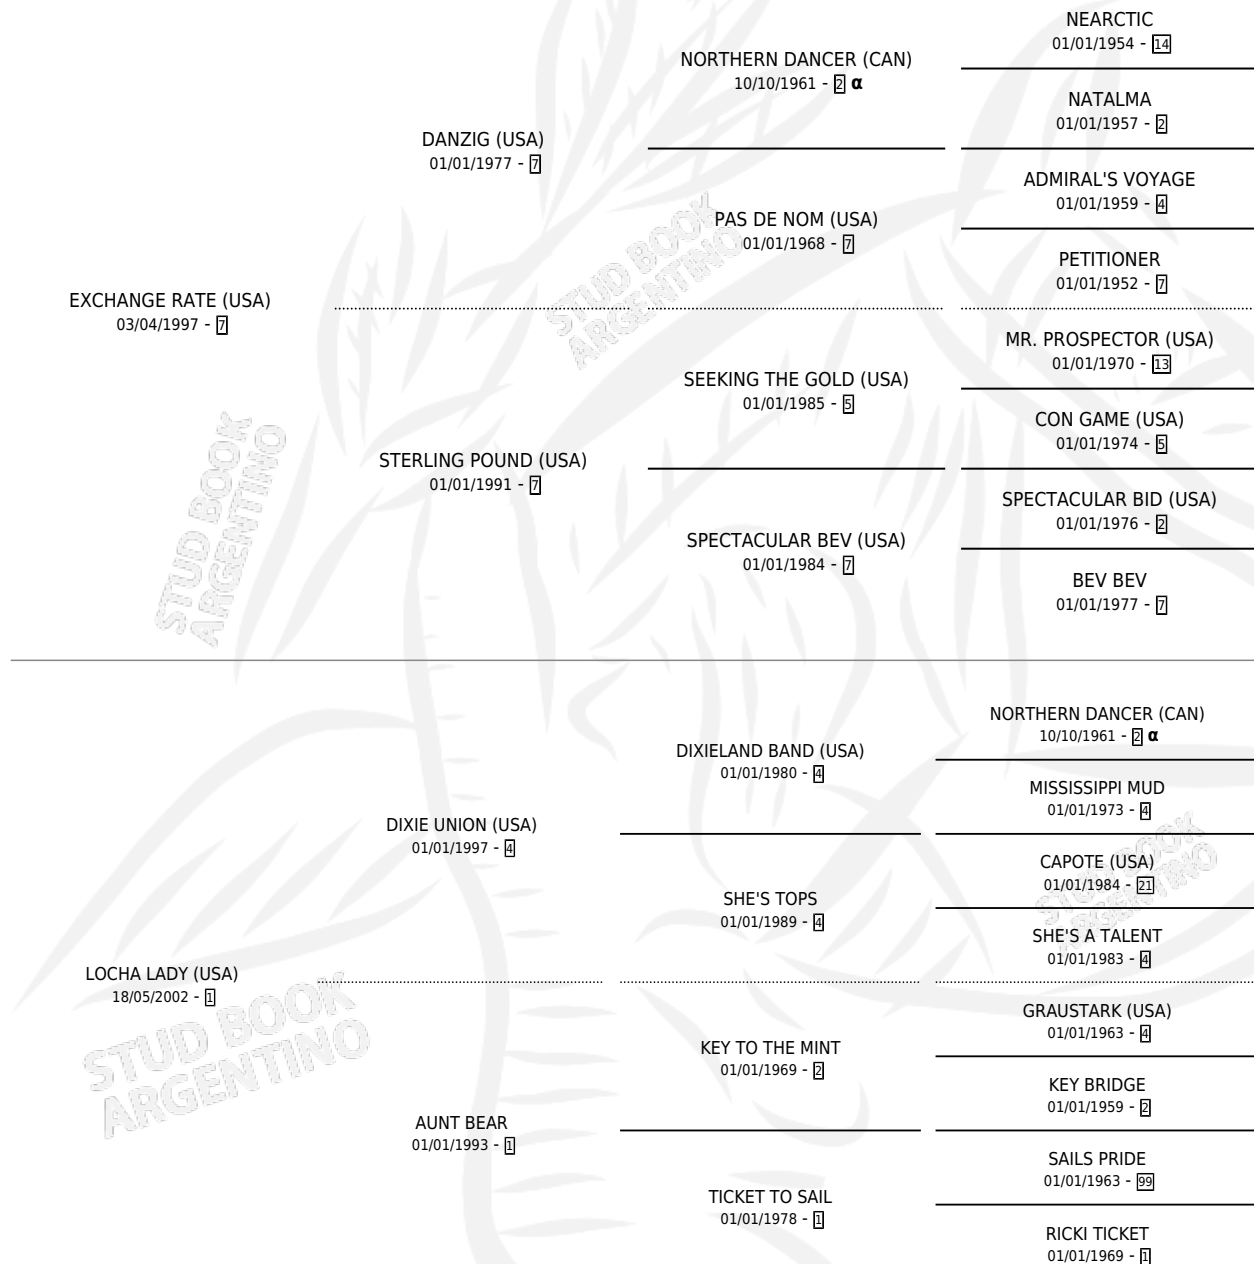 NEARCTIC
01/01/1954 - 14
NORTHERN DANCER (CAN)
10/10/1961 - 2 α
NATALMA
01/01/1957 - 2
DANZIG (USA)
01/01/1977 - 7
ADMIRAL'S VOYAGE
01/01/1959 - 4
PAS DE NOM (USA)
01/01/1968 - 7
PETITIONER
01/01/1952 - 7
EXCHANGE RATE (USA)
03/04/1997 - 7
MR. PROSPECTOR (USA)
01/01/1970 - 13
SEEKING THE GOLD (USA)
01/01/1985 - 5
CON GAME (USA)
01/01/1974 - 5
STERLING POUND (USA)
01/01/1991 - 7
SPECTACULAR BID (USA)
01/01/1976 - 2
SPECTACULAR BEV (USA)
01/01/1984 - 7
BEV BEV
01/01/1977 - 7
NORTHERN DANCER (CAN)
10/10/1961 - 2 α
DIXIELAND BAND (USA)
01/01/1980 - 4
MISSISSIPPI MUD
01/01/1973 - 4
DIXIE UNION (USA)
01/01/1997 - 4
CAPOTE (USA)
01/01/1984 - 21
SHE'S TOPS
01/01/1989 - 4
SHE'S A TALENT
01/01/1983 - 4
LOCHA LADY (USA)
18/05/2002 - 1
GRAUSTARK (USA)
01/01/1963 - 4
KEY TO THE MINT
01/01/1969 - 2
KEY BRIDGE
01/01/1959 - 2
AUNT BEAR
01/01/1993 - 1
SAILS PRIDE
01/01/1963 - 99
TICKET TO SAIL
01/01/1978 - 1
RICKI TICKET
01/01/1969 - 1
STUD BOOK
ARGENTINO
STUD BOOK
ARGENTINO
STUD BOOK
ARGENTINO
STUD BOOK
ARGENTINO